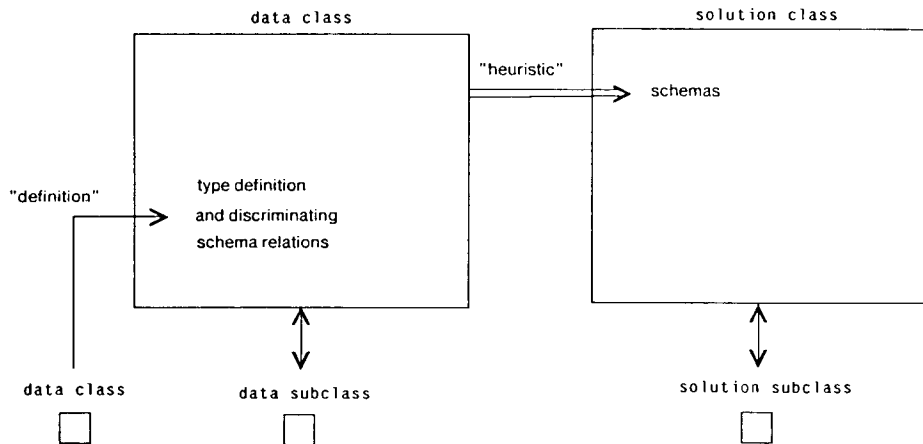 data class
solution class
"heuristic"
schemas
type definition
"definition"
and discriminating
schema relations
data class
data subclass
solution subclass